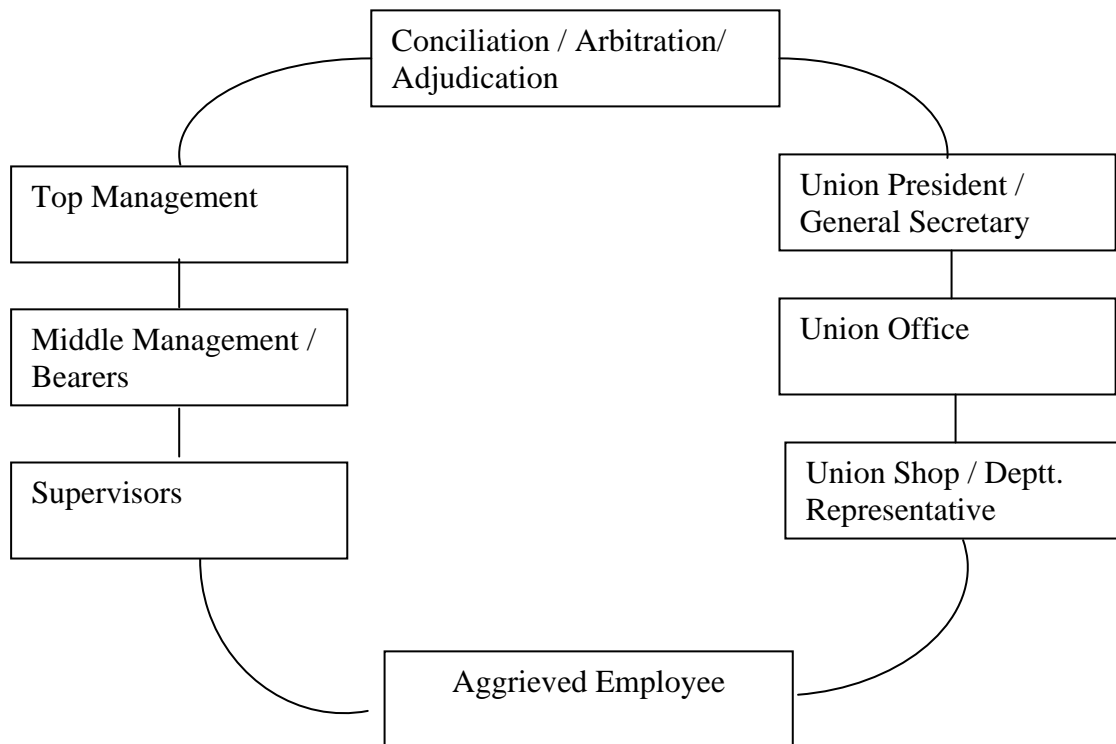 Conciliation / Arbitration/
Adjudication
Top Management
Union President /
General Secretary
Middle Management /
Bearers
Union Office
Supervisors
Union Shop / Deptt.
Representative
Aggrieved Employee